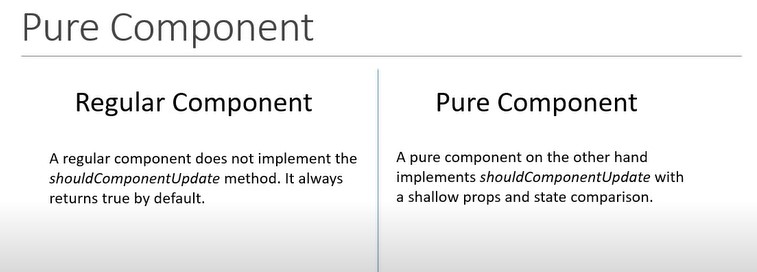 Pure Component
Regular Component
A regular component does not implement the
shouldComponentUpdate method. It always
returns true by default.
Pure Component
A pure component on the other hand
implements shouldComponentUpdate with
a shallow props and state comparison.